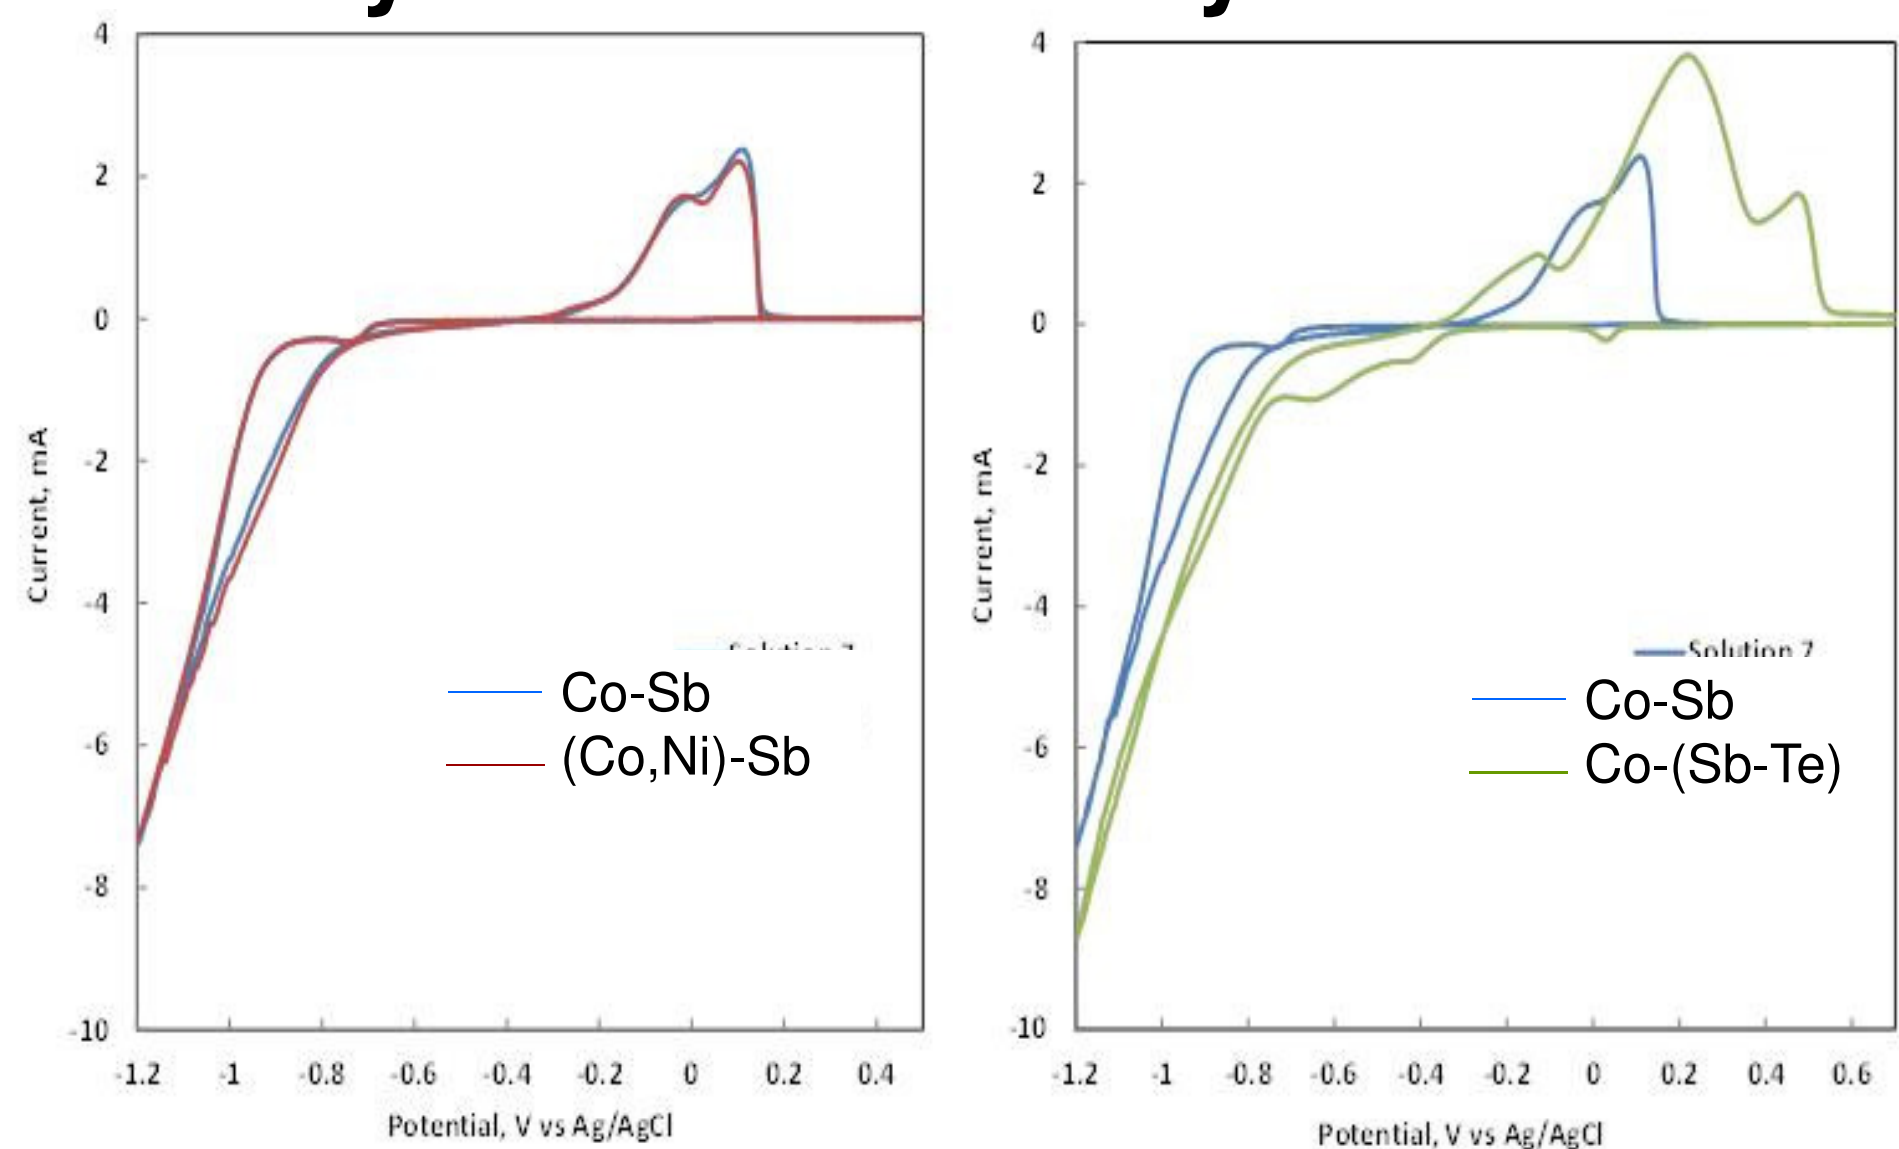 4
2
0
-2
-4
-6
-8
-10
-1.2 -1 -0.8 -0.6 -0.4 -0.2 0 0.2 0.4
Current, mA
Potential, V vs Ag/AgCl
Co-Sb
(Co,Ni)-Sb
4
2
0
-2
-4
-6
-8
-10
-1.2 -1 -0.8 -0.6 -0.4 -0.2 0 0.2 0.4 0.6
Current, mA
Potential, V vs Ag/AgCl
Solution 7
Co-Sb
Co-(Sb-Te)